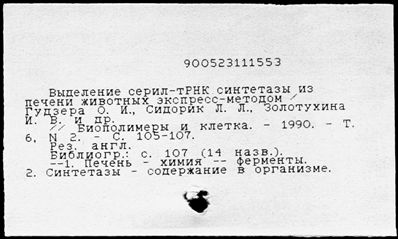 900523111553
Выделение серил-тРНК синтетазы из
печени животных экспресс-методом /
Гудзера О. И., Сидорик Л. Л., Золотухина
И. В. и др.
// Биополимеры и клетка. - 1990. - Т.
6, N 2. - С. 105-107.
Рез. англ.
Библиогр.: с. 107 (14 назв.).
--1. Печень - химия -- ферменты.
2. Синтетазы - содержание в организме.